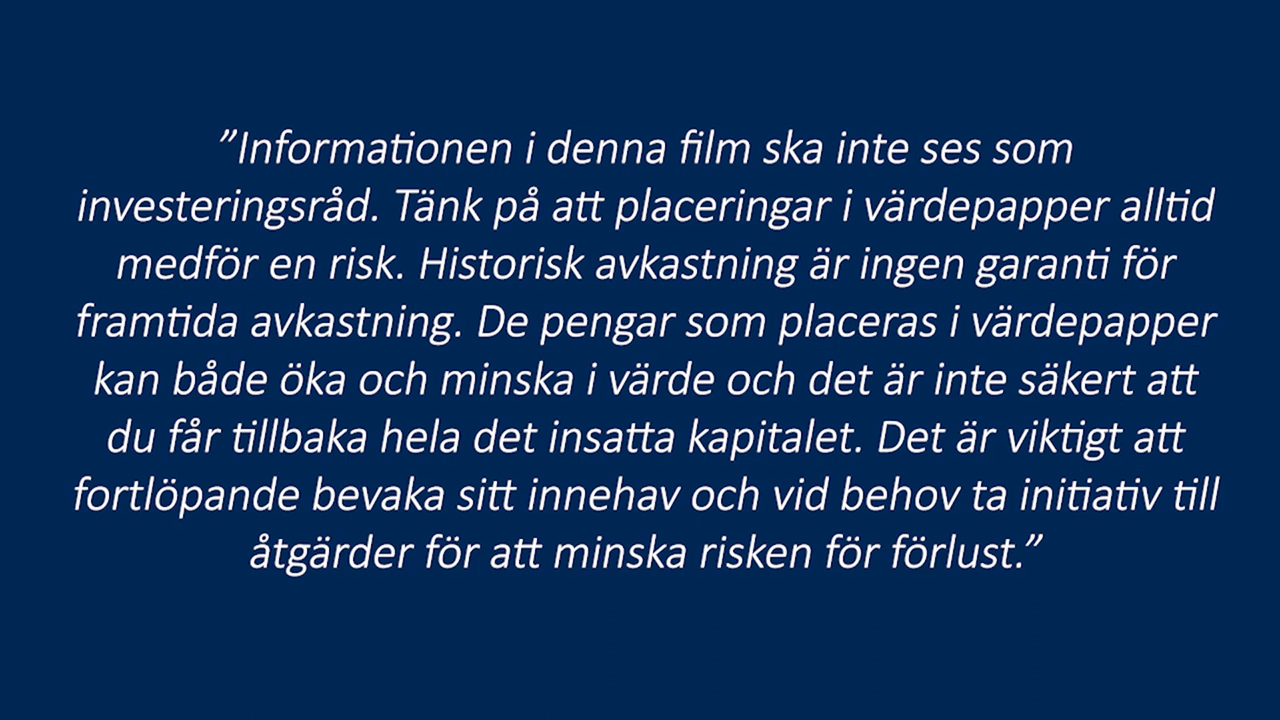 ”Informationen i denna film ska inte ses som
investeringsråd. Tänk på att placeringar i värdepapper alltid
medför en risk. Historisk avkastning är ingen garanti för
framtida avkastning. De pengar som placeras i värdepapper
kan både öka och minska i värde och det är inte säkert att
du får tillbaka hela det insatta kapitalet. Det är viktigt att
fortlöpande bevaka sitt innehav och vid behov ta initiativ till
åtgärder för att minska risken för förlust.”